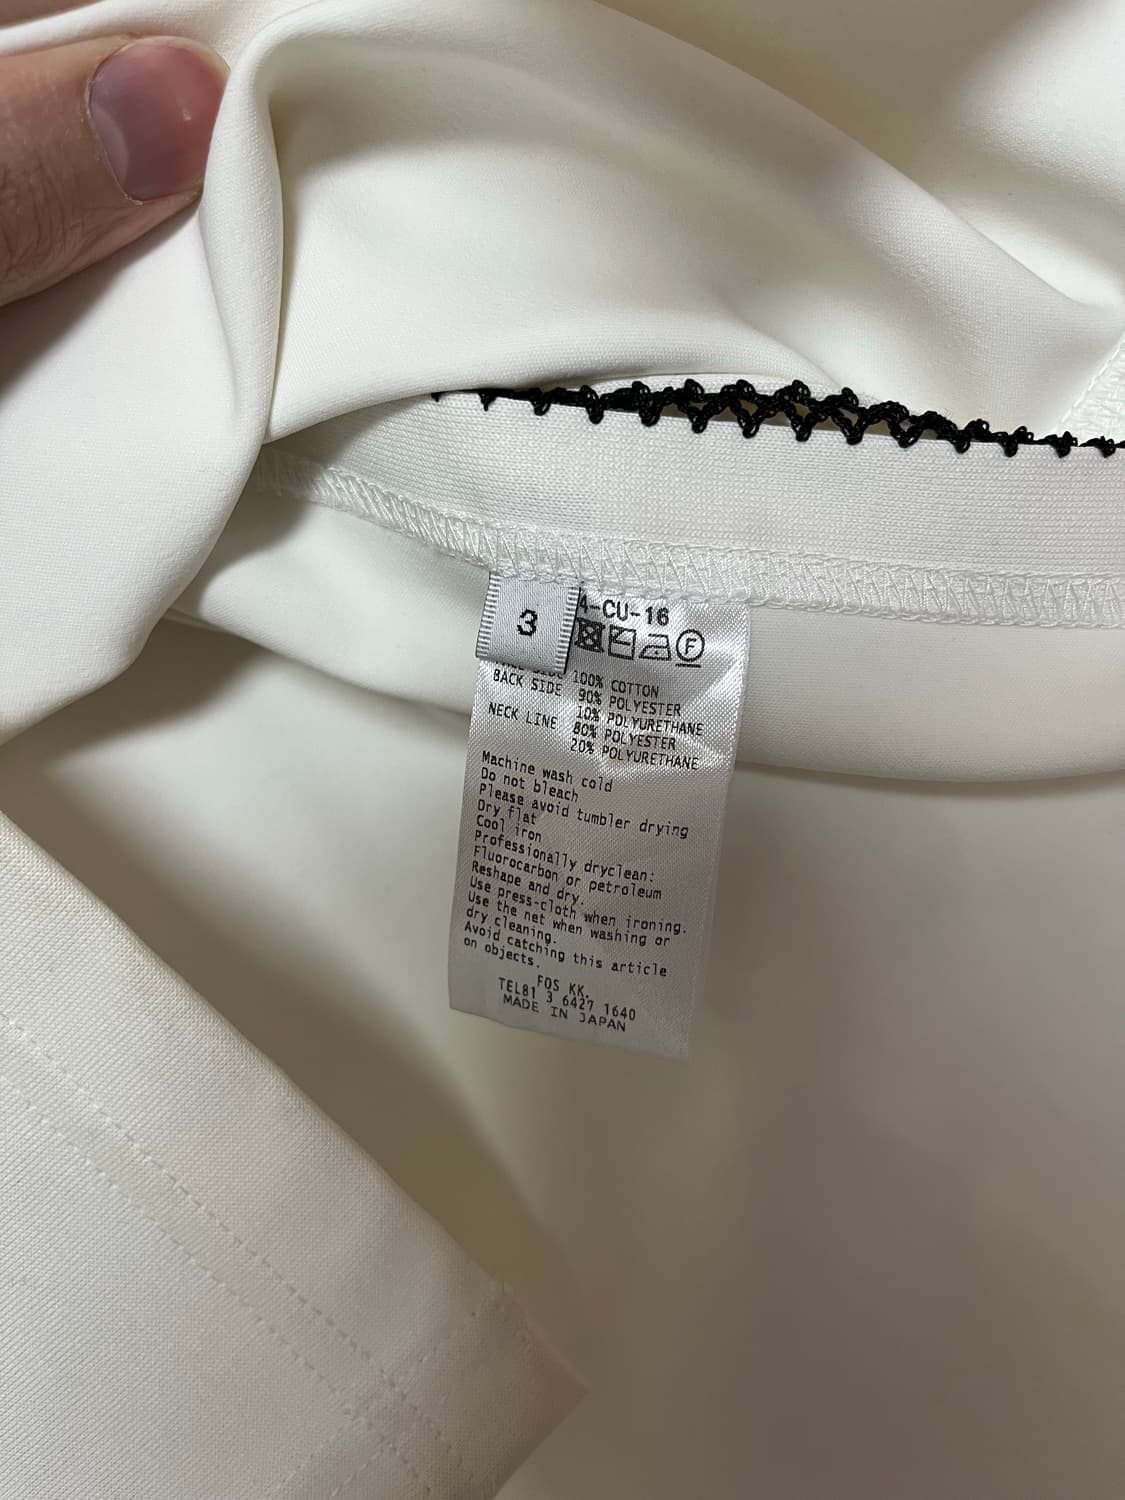 3
4-CU-16
F
SIDE 100% COTTON
BACK SIDE 90% POLYESTER
10% POLYURETHANE
NECK LINE 80% POLYESTER
20% POLYURETHANE
Machine wash cold
Do not bleach
Please avoid tumbler drying
Dry flat
Cool iron
Professionally dryclean:
Fluorocarbon or petroleum
Reshape and dry.
Use press-cloth when ironing.
Use the net when washing or
dry cleaning.
Avoid catching this article
on objects.
FOS KK.
TEL81 3 6427 1640
MADE IN JAPAN